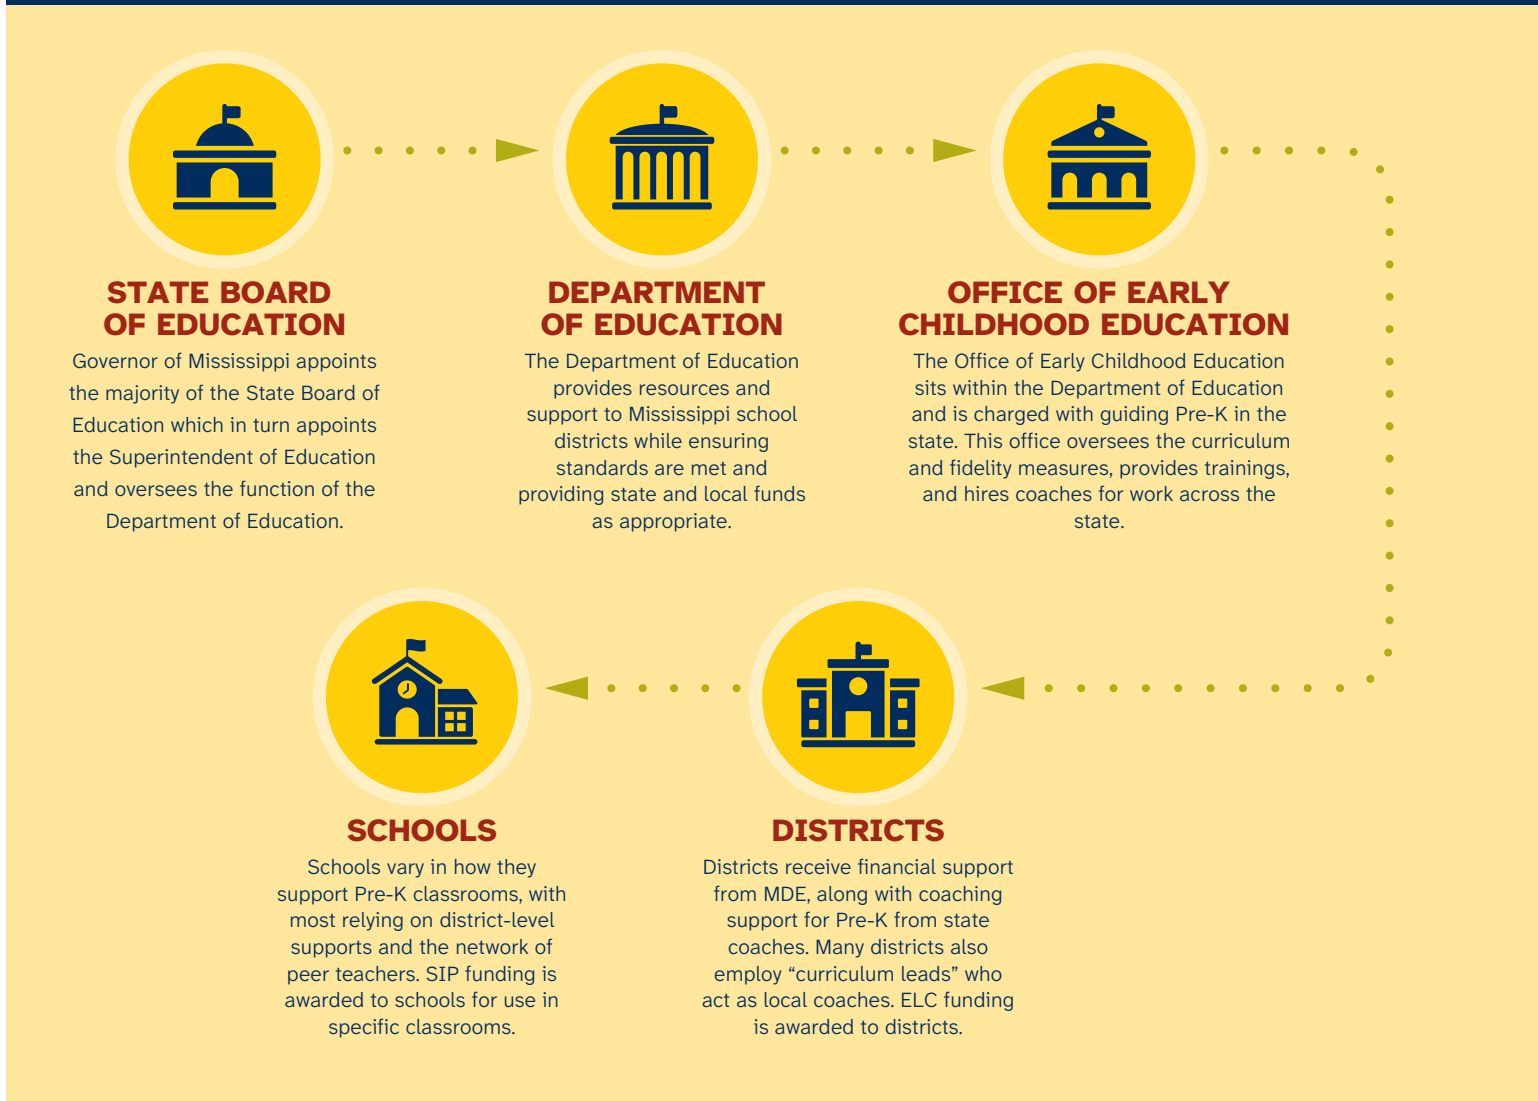 STATE BOARD
OF EDUCATION
Governor of Mississippi appoints
the majority of the State Board of
Education which in turn appoints
the Superintendent of Education
and oversees the function of the
Department of Education.
DEPARTMENT
OF EDUCATION
The Department of Education
provides resources and
support to Mississippi school
districts while ensuring
standards are met and
providing state and local funds
as appropriate.
OFFICE OF EARLY
CHILDHOOD EDUCATION
The Office of Early Childhood Education
sits within the Department of Education
and is charged with guiding Pre-K in the
state. This office oversees the curriculum
and fidelity measures, provides trainings,
and hires coaches for work across the
state.
SCHOOLS
Schools vary in how they
support Pre-K classrooms, with
most relying on district-level
supports and the network of
peer teachers. SIP funding is
awarded to schools for use in
specific classrooms.
DISTRICTS
Districts receive financial support
from MDE, along with coaching
support for Pre-K from state
coaches. Many districts also
employ “curriculum leads” who
act as local coaches. ELC funding
is awarded to districts.